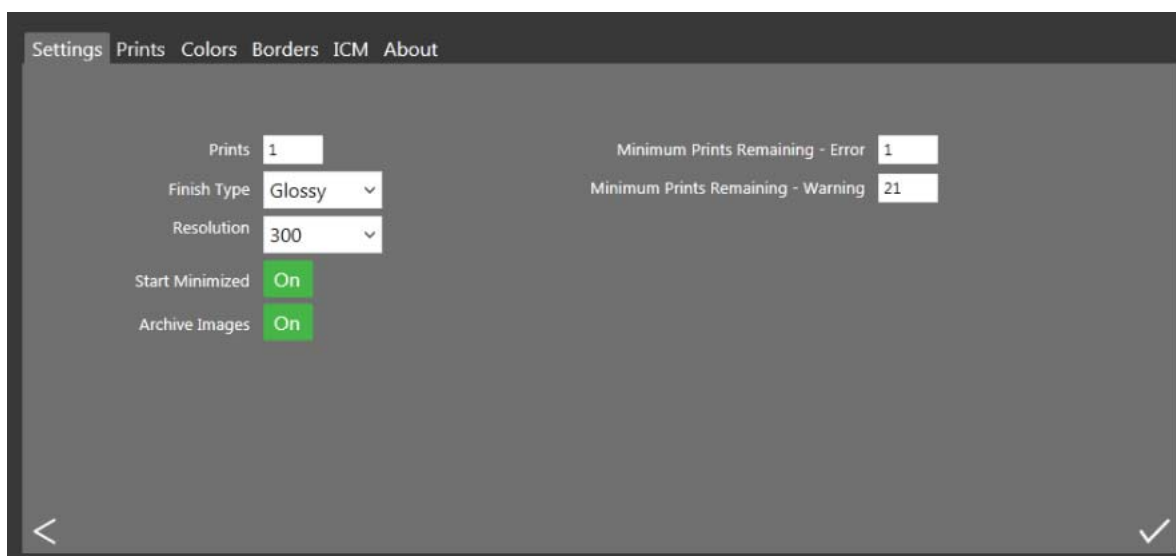 Settings Prints Colors Borders ICM About
Prints 1
Finish Type Glossy
Resolution 300
Start Minimized On
Archive Images On
Minimum Prints Remaining - Error 1
Minimum Prints Remaining - Warning 21